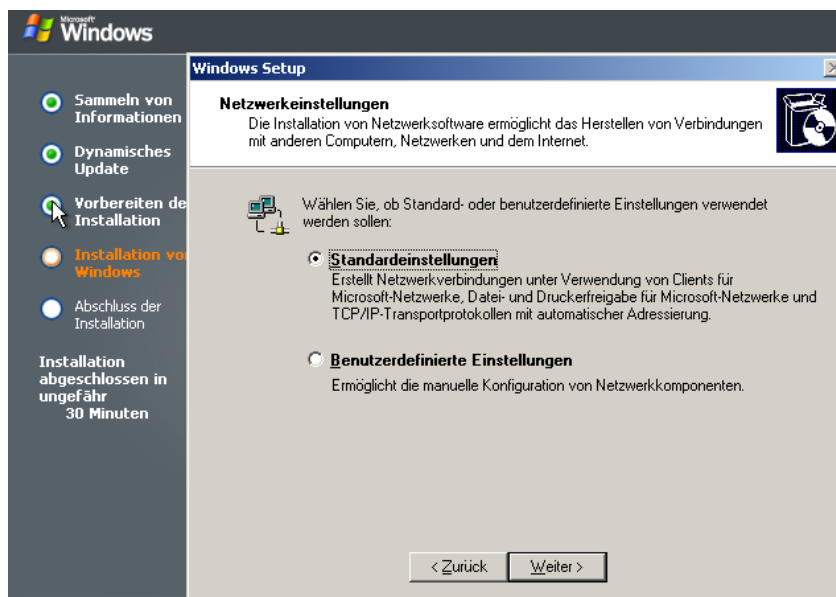 Microsoft
Windows
Sammeln von
Informationen
Dynamisches
Update
Vorbereiten de
Installation
Installation vo
Windows
Abschluss der
Installation
Installation
abgeschlossen in
ungefähr
30 Minuten
Windows Setup
Netzwerkeinstellungen
Die Installation von Netzwerksoftware ermöglicht das Herstellen von Verbindungen
mit anderen Computern, Netzwerken und dem Internet.
Wählen Sie, ob Standard- oder benutzerdefinierte Einstellungen verwendet
werden sollen:
Standardeinstellungen
Erstellt Netzwerkverbindungen unter Verwendung von Clients für
Microsoft-Netzwerke, Datei- und Druckerfreigabe für Microsoft-Netzwerke und
TCP/IP-Transportprotokollen mit automatischer Adressierung.
Benutzerdefinierte Einstellungen
Ermöglicht die manuelle Konfiguration von Netzwerkkomponenten.
< Zurück
Weiter >